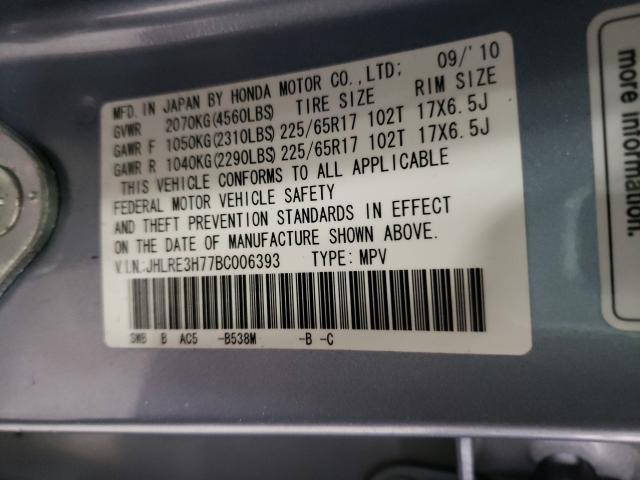 MFD. IN JAPAN BY HONDA MOTOR CO., LTD; 09/'10
GVWR 2070KG(4560LBS) TIRE SIZE RIM SIZE
GAWR F 1050KG(2310LBS) 225/65R17 102T 17X6.5J
GAWR R 1040KG(2290LBS) 225/65R17 102T 17X6.5J
THIS VEHICLE CONFORMS TO ALL APPLICABLE
FEDERAL MOTOR VEHICLE SAFETY
AND THEFT PREVENTION STANDARDS IN EFFECT
ON THE DATE OF MANUFACTURE SHOWN ABOVE.
V.I.N.:JHLRE3H77BC006393 TYPE: MPV
SWB B AC5 -B538M -B -C
more information.